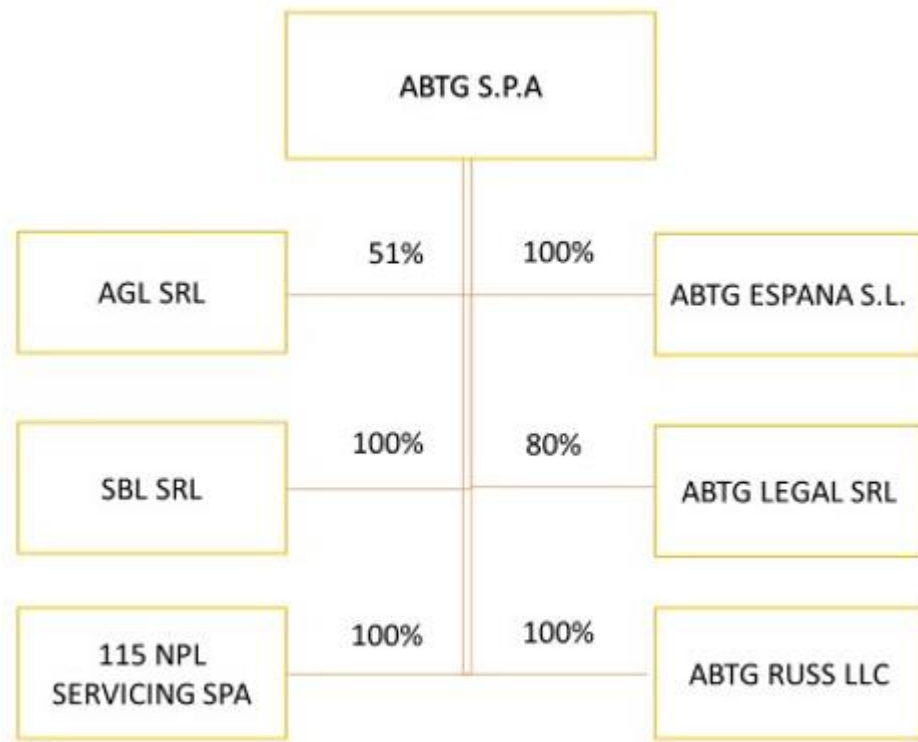 ABTG S.P.A
51%
100%
AGL SRL
ABTG ESPANA S.L.
100%
80%
SBL SRL
ABTG LEGAL SRL
100%
100%
115 NPL
SERVICING SPA
ABTG RUSS LLC